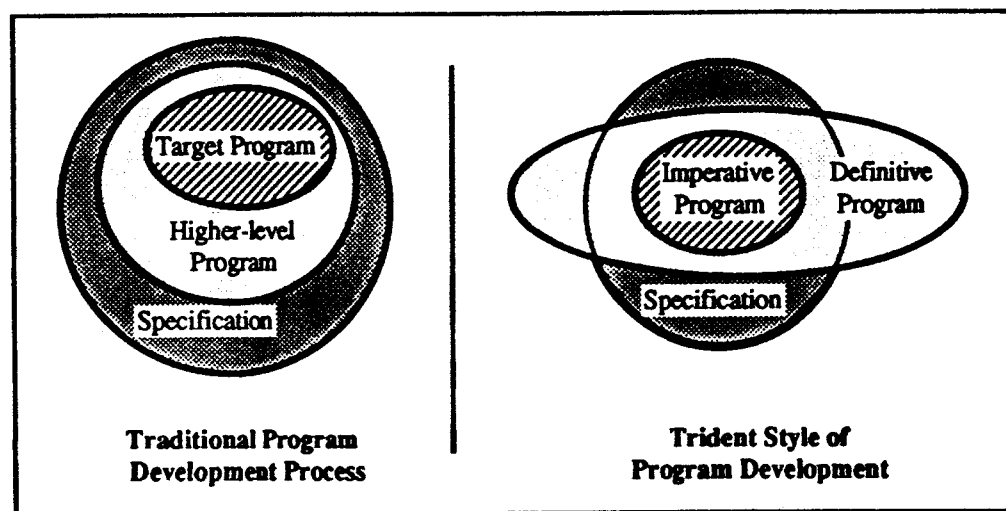 Target Program
Higher-level
Program
Specification
Traditional Program
Development Process
Imperative
Program
Definitive
Program
Specification
Trident Style of
Program Development